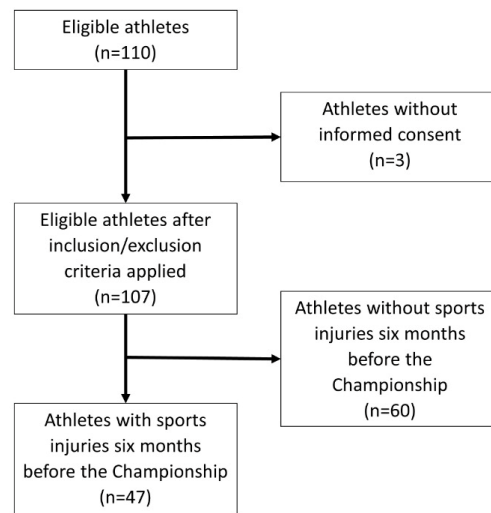 Eligible athletes
(n=110)
Athletes without
informed consent
(n=3)
Eligible athletes after
inclusion/exclusion
criteria applied
(n=107)
Athletes without sports
injuries six months
before the
Championship
(n=60)
Athletes with sports
injuries six months
before the Championship
(n=47)